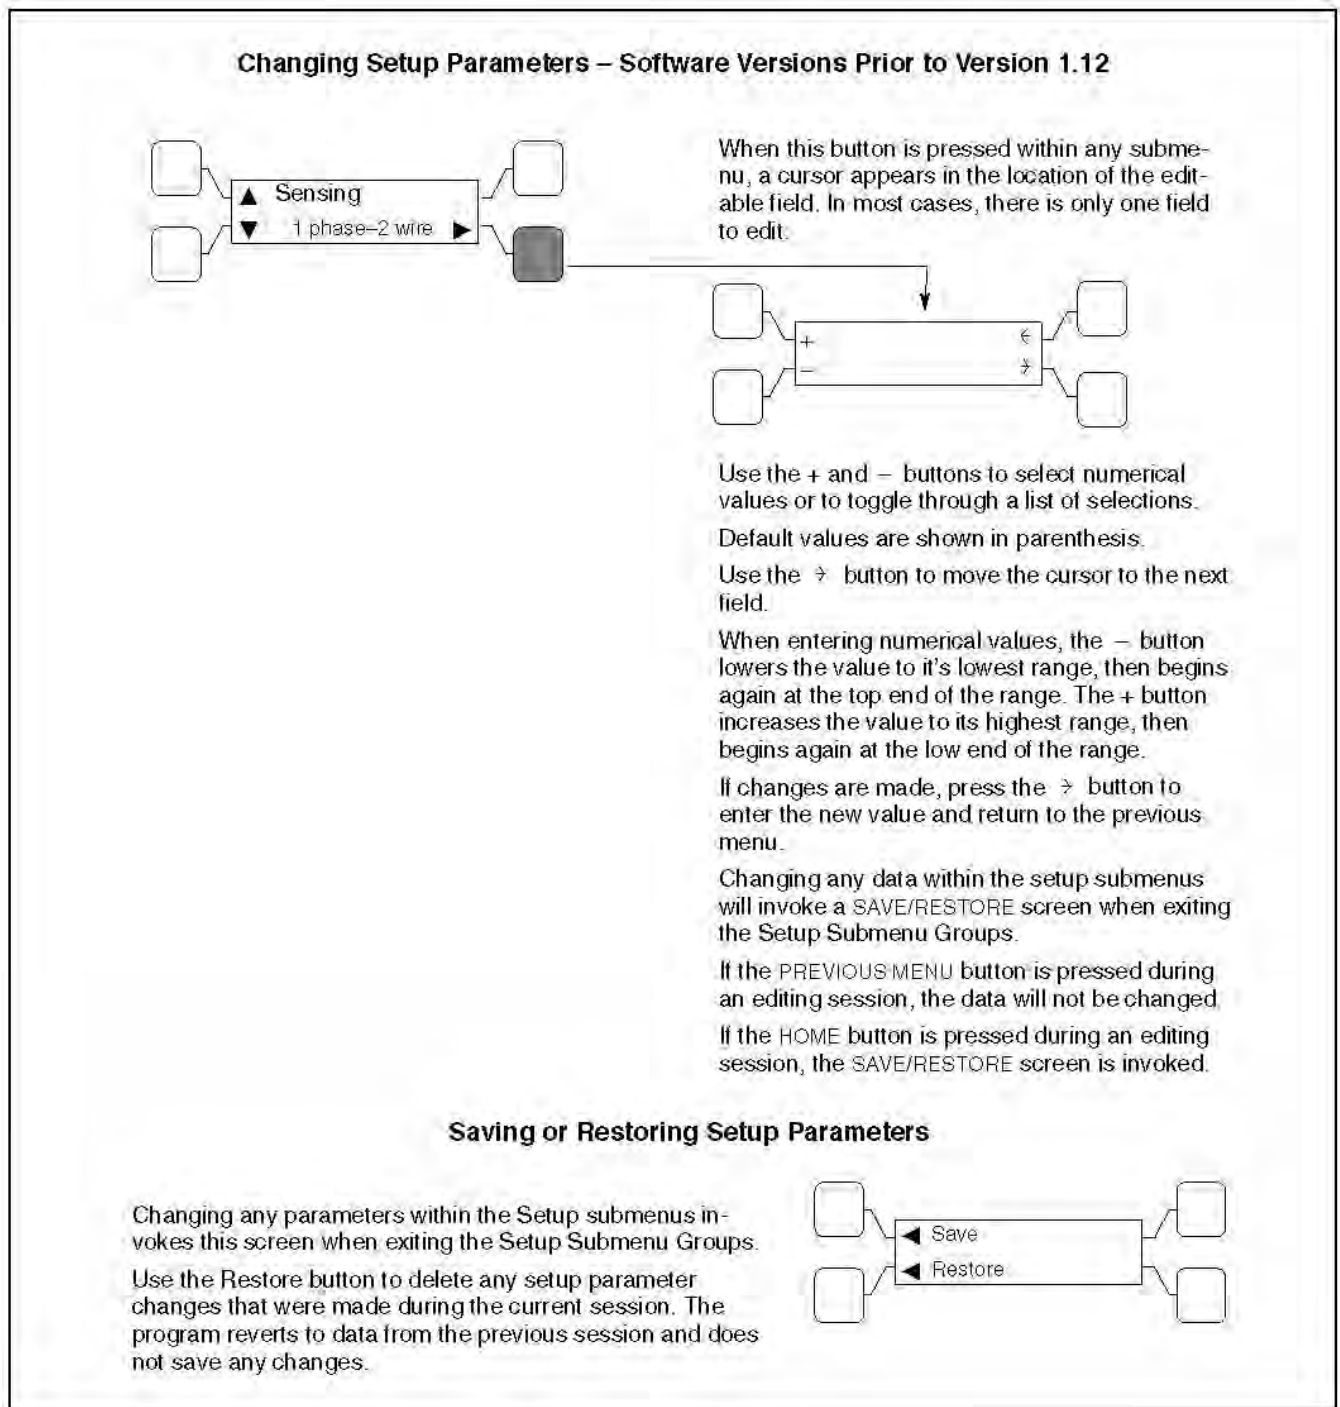 Changing Setup Parameters – Software Versions Prior to Version 1.12
▲ Sensing
▼ 1 phase–2 wire ►
When this button is pressed within any subme-
nu, a cursor appears in the location of the edit-
able field. In most cases, there is only one field
to edit.
+ ←
– →
Use the + and – buttons to select numerical
values or to toggle through a list of selections.
Default values are shown in parenthesis.
Use the → button to move the cursor to the next
field.
When entering numerical values, the – button
lowers the value to it's lowest range, then begins
again at the top end of the range. The + button
increases the value to its highest range, then
begins again at the low end of the range.
If changes are made, press the → button to
enter the new value and return to the previous
menu.
Changing any data within the setup submenus
will invoke a SAVE/RESTORE screen when exiting
the Setup Submenu Groups.
If the PREVIOUS MENU button is pressed during
an editing session, the data will not be changed.
If the HOME button is pressed during an editing
session, the SAVE/RESTORE screen is invoked.
Saving or Restoring Setup Parameters
Changing any parameters within the Setup submenus in-
vokes this screen when exiting the Setup Submenu Groups.
Use the Restore button to delete any setup parameter
changes that were made during the current session. The
program reverts to data from the previous session and does
not save any changes.
◄ Save
◄ Restore